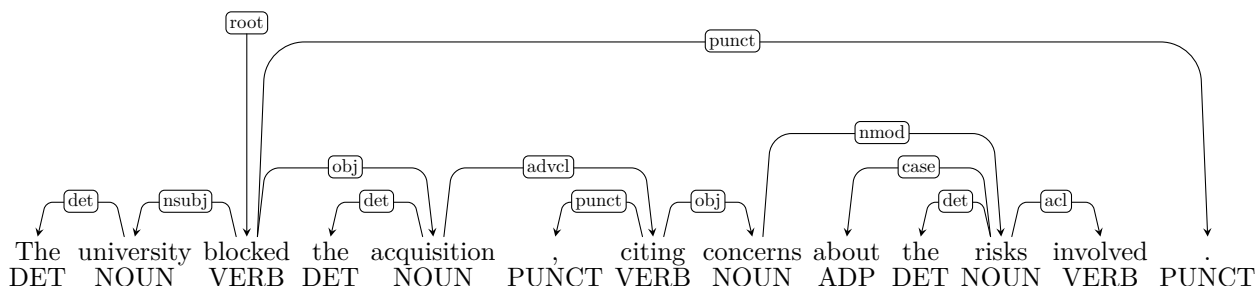 root
punct
nmod
obj advcl case
det nsubj det punct obj det acl
The university blocked the acquisition , citing concerns about the risks involved .
DET NOUN VERB DET NOUN PUNCT VERB NOUN ADP DET NOUN VERB PUNCT